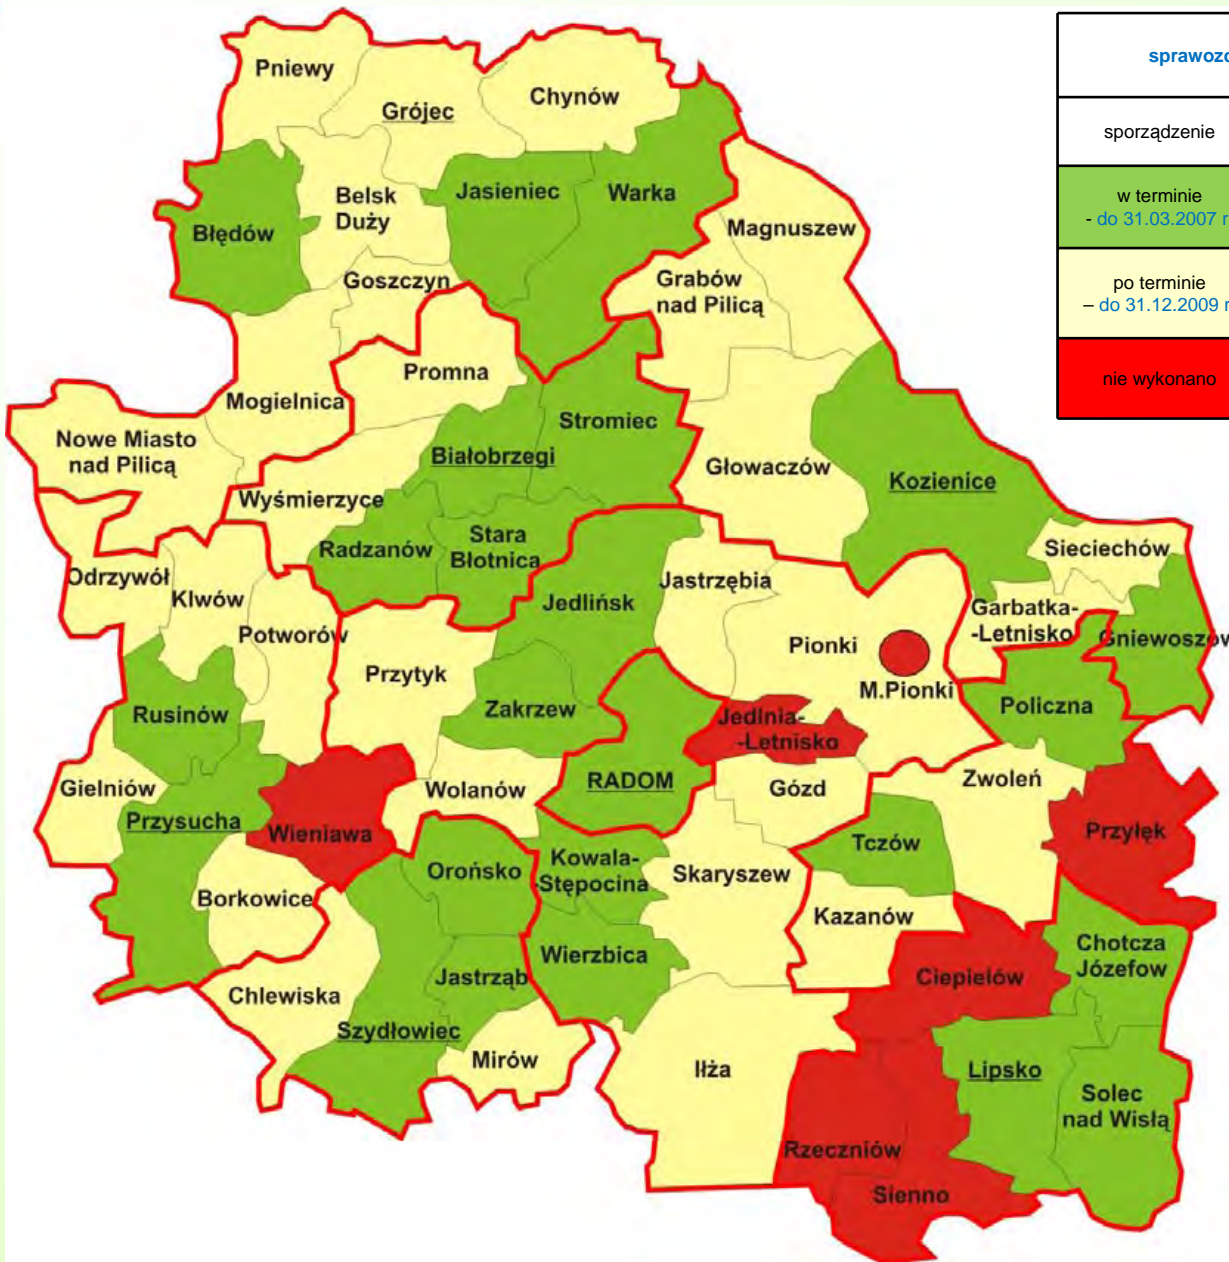 Pniewy
Grójec
Chynów
Belsk
Duży
Jasieniec
Warka
Błędów
Magnuszew
Goszczyn
Grabów
nad Pilicą
Promna
Mogielnica
Stromiec
Nowe Miasto
nad Pilicą
Białobrzegi
Głowaczów
Kozienice
Wyśmierzyce
Radzanów
Stara
Błotnica
Sieciechów
Odrzywół
Klwów
Jedlińsk
Jastrzębia
Garbatka-
-Letnisko
Gniewoszów
Potworów
Przytyk
Pionki
M.Pionki
Rusinów
Zakrzew
Jedlnia-
-Letnisko
Policzna
Gielniów
Wolanów
RADOM
Gózd
Zwoleń
Przysucha
Wieniawa
Przyłęk
Orońsko
Kowala-
-Stępocina
Skaryszew
Tczów
Borkowice
Kazanów
Wierzbica
Chotcza
Józefow
Chlewiska
Jastrząb
Ciepielów
Szydłowiec
Mirów
Iłża
Lipsko
Solec
nad Wisłą
Rzeczniów
Sienno
sporządzenie
w terminie
- do 31.03.2007 r
po terminie
– do 31.12.2009
nie wykonano